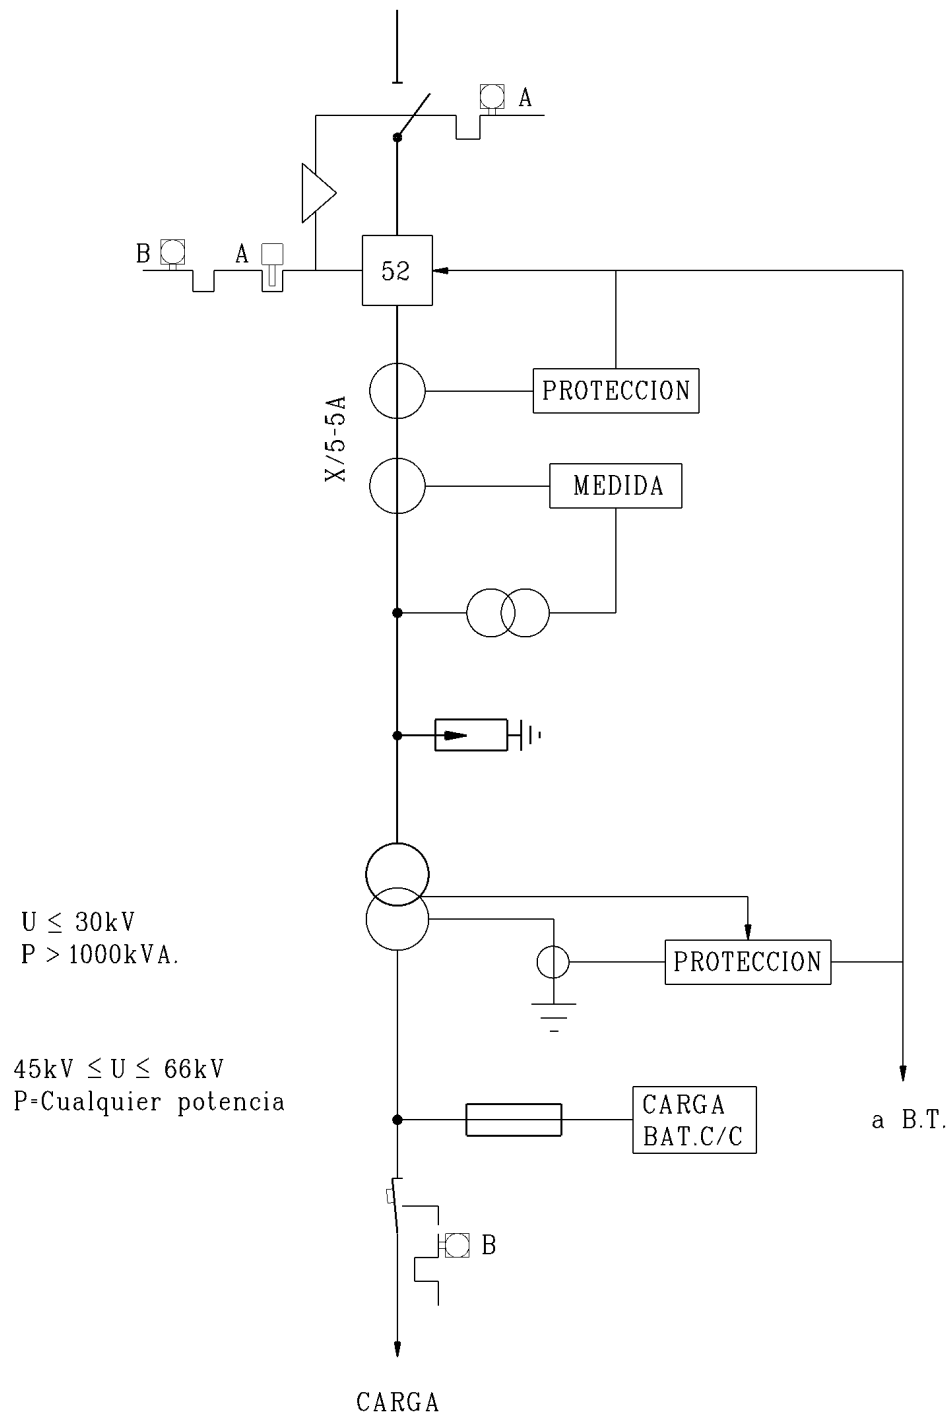 A
B
A
52
PROTECCION
X/5-5A
MEDIDA
U ≤ 30kV
P > 1000kVA.
PROTECCION
45kV ≤ U ≤ 66kV
P=Cualquier potencia
CARGA
BAT.C/C
a B.T.
B
CARGA